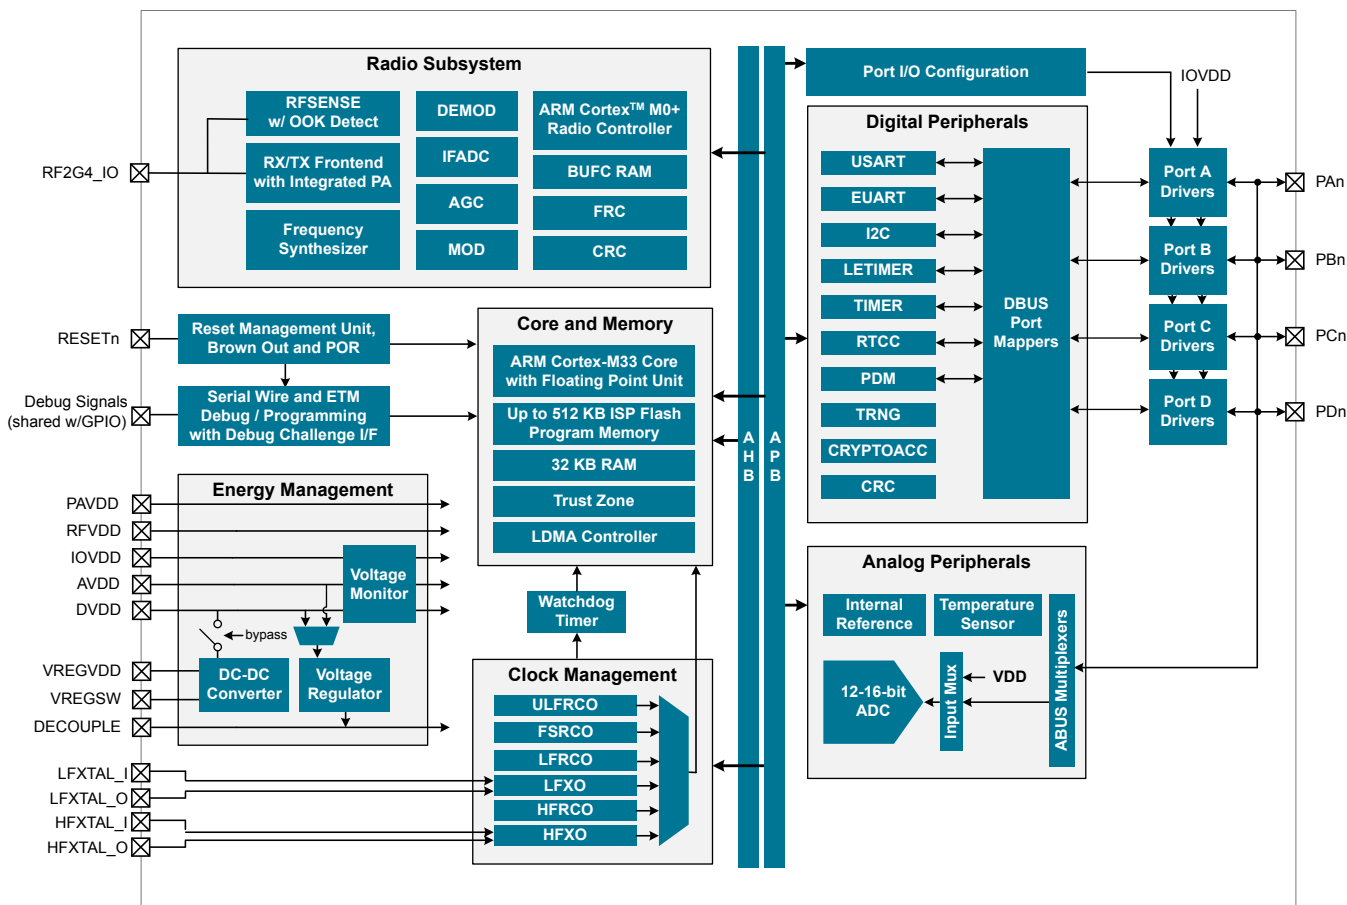 Radio Subsystem
RFSENSE
w/ OOK Detect
RX/TX Frontend
with Integrated PA
Frequency
Synthesizer
DEMOD
IFADC
AGC
MOD
ARM Cortex™ M0+
Radio Controller
BUFC RAM
FRC
CRC
RF2G4_IO
RESETn
Reset Management Unit,
Brown Out and POR
Debug Signals
(shared w/GPIO)
Serial Wire and ETM
Debug / Programming
with Debug Challenge I/F
Core and Memory
ARM Cortex-M33 Core
with Floating Point Unit
Up to 512 KB ISP Flash
Program Memory
32 KB RAM
Trust Zone
LDMA Controller
Energy Management
PAVDD
RFVDD
IOVDD
AVDD
DVDD
VREGVDD
VREGSW
DECOUPLE
Voltage
Monitor
bypass
DC-DC
Converter
Voltage
Regulator
Watchdog
Timer
Clock Management
ULFRCO
FSRCO
LFRCO
LFXO
HFRCO
HFXO
LFXTAL_I
LFXTAL_O
HFXTAL_I
HFXTAL_O
AHB
APB
Port I/O Configuration
IOVDD
Digital Peripherals
USART
EUART
I2C
LETIMER
TIMER
RTCC
PDM
TRNG
CRYPTOACC
CRC
DBUS
Port
Mappers
Port A
Drivers
Port B
Drivers
Port C
Drivers
Port D
Drivers
PAn
PBn
PCn
PDn
Analog Peripherals
Internal
Reference
Temperature
Sensor
12-16-bit
ADC
Input Mux
VDD
ABUS Multiplexers